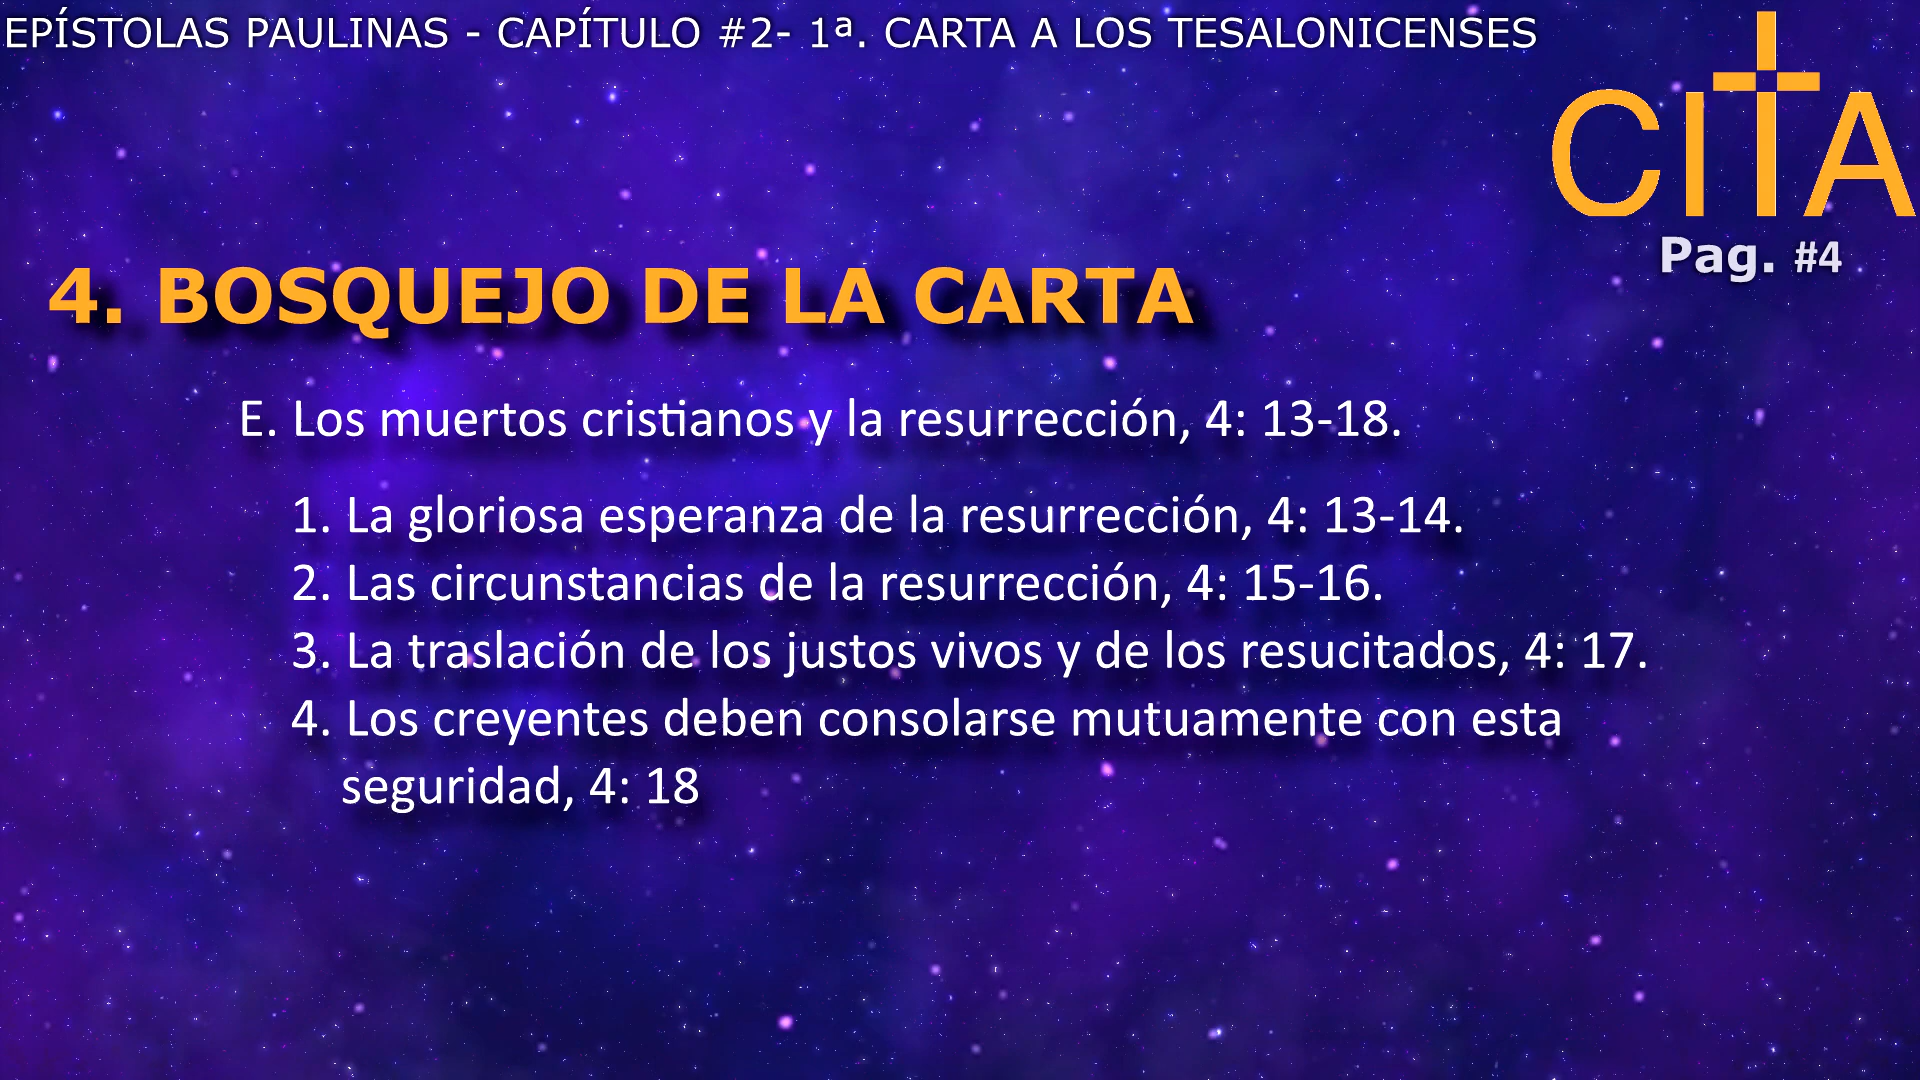 EPÍSTOLAS PAULINAS - CAPÍTULO #2- 1ª. CARTA A LOS TESALONICENSES
CITA
Pag. #4
4. BOSQUEJO DE LA CARTA
E. Los muertos cristianos y la resurrección, 4: 13-18.
1. La gloriosa esperanza de la resurrección, 4: 13-14.
2. Las circunstancias de la resurrección, 4: 15-16.
3. La traslación de los justos vivos y de los resucitados, 4: 17.
4. Los creyentes deben consolarse mutuamente con esta
seguridad, 4: 18